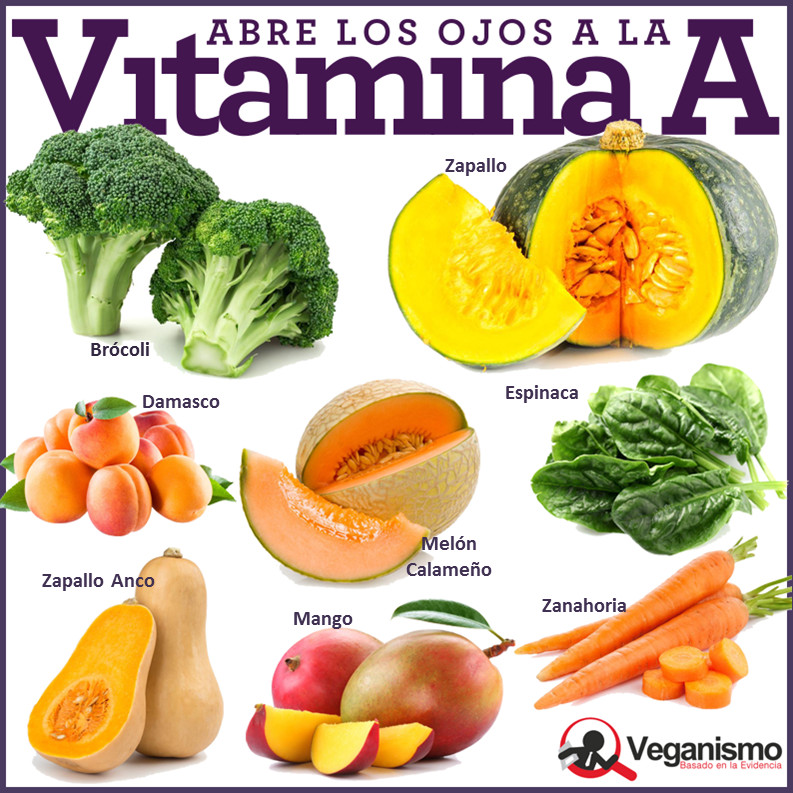 ABRE LOS OJOS A LA
Vitamina A
Zapallo
Brócoli
Damasco
Espinaca
Melón
Calameño
Zapallo Anco
Mango
Zanahoria
Veganismo
Basado en la Evidencia